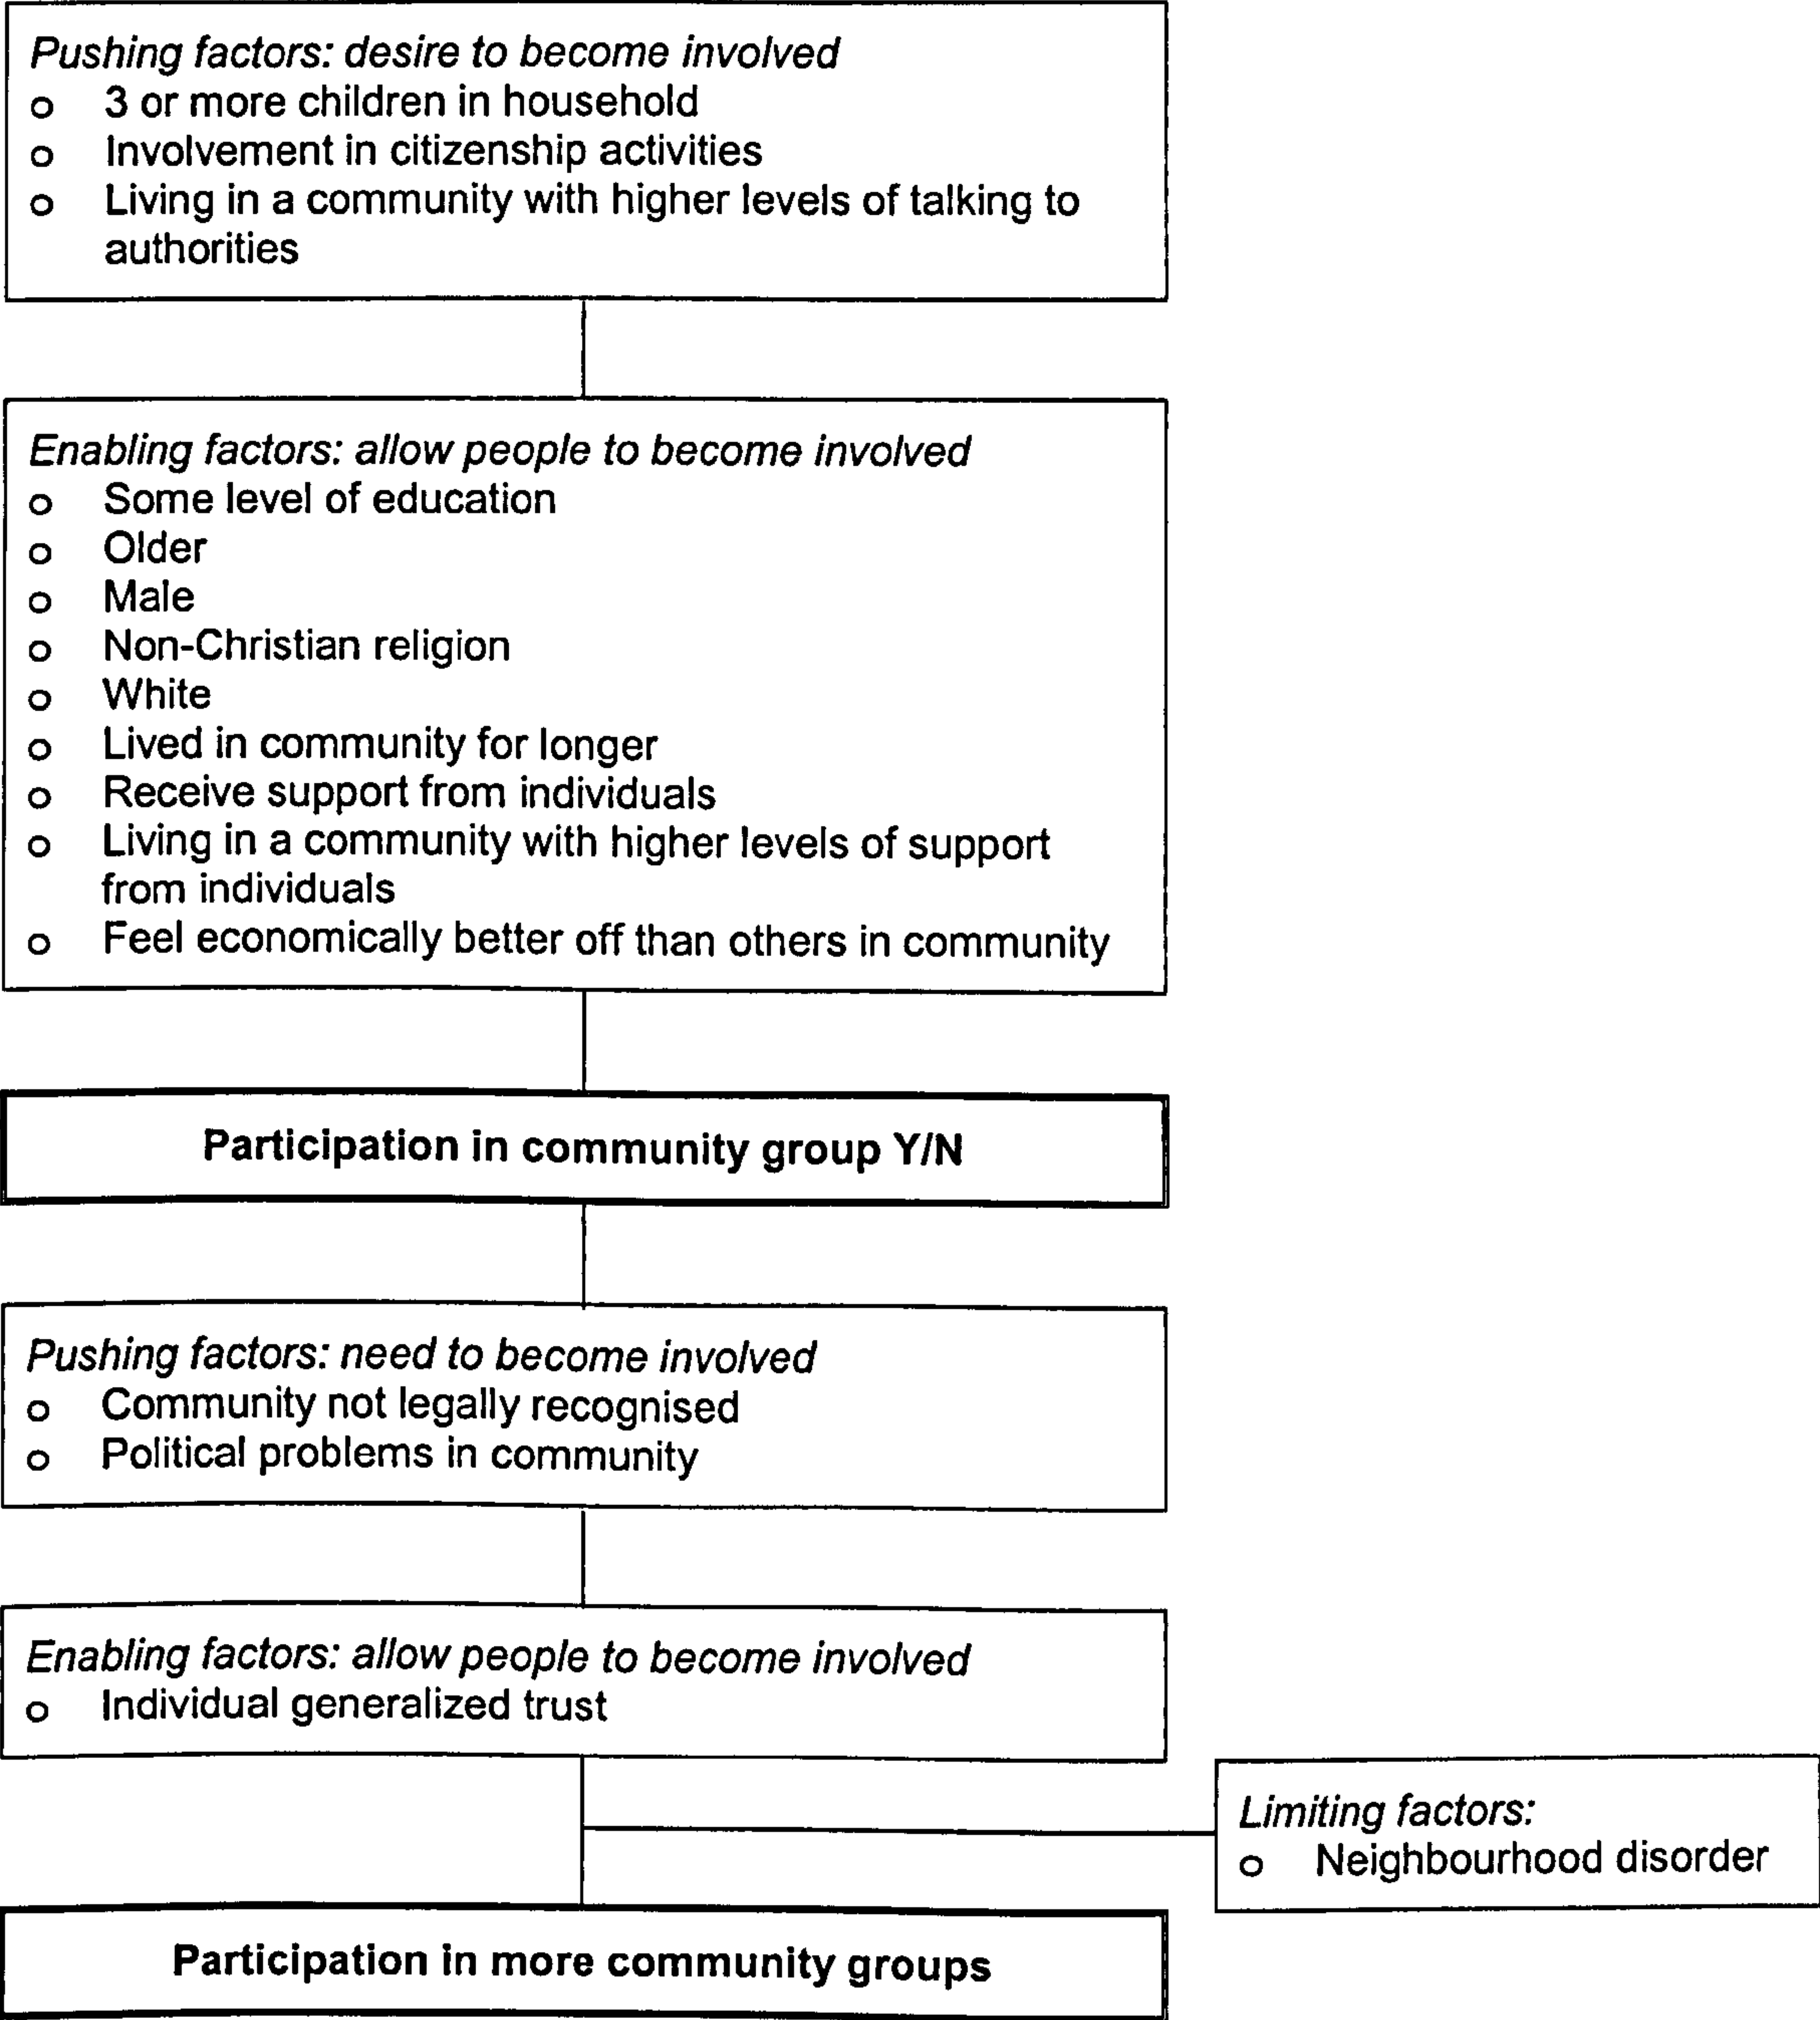 Pushing factors: desire to become involved
o 3 or more children in household
o Involvement in citizenship activities
o Living in a community with higher levels of talking to
authorities
Enabling factors: allow people to become involved
o Some level of education
o Older
o Male
o Non-Christian religion
o White
o Lived in community for longer
o Receive support from individuals
o Living in a community with higher levels of support
from individuals
o Feel economically better off than others in community
Participation in community group Y/N
Pushing factors: need to become involved
o Community not legally recognised
o Political problems in community
Enabling factors: allow people to become involved
o Individual generalized trust
Limiting factors:
o Neighbourhood disorder
Participation in more community groups